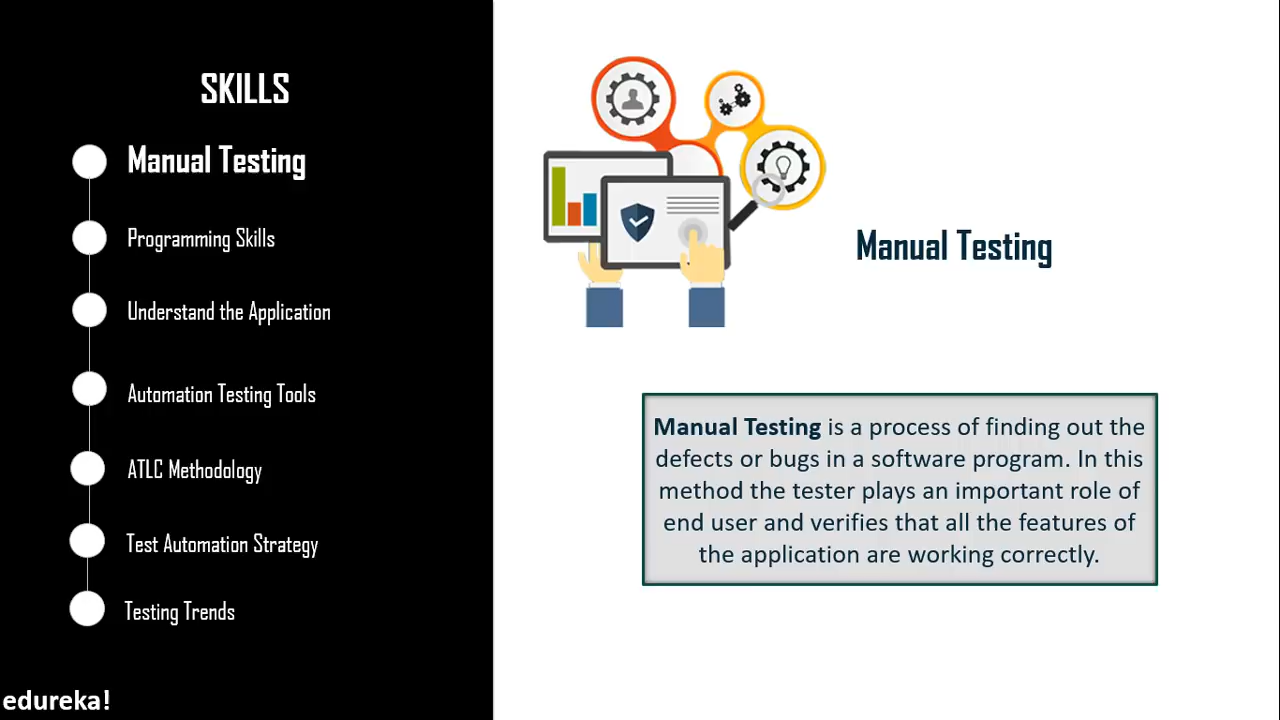 SKILLS
Manual Testing
Programming Skills
Understand the Application
Automation Testing Tools
ATLC Methodology
Test Automation Strategy
Testing Trends
edureka!
Manual Testing
Manual Testing is a process of finding out the
defects or bugs in a software program. In this
method the tester plays an important role of
end user and verifies that all the features of
the application are working correctly.